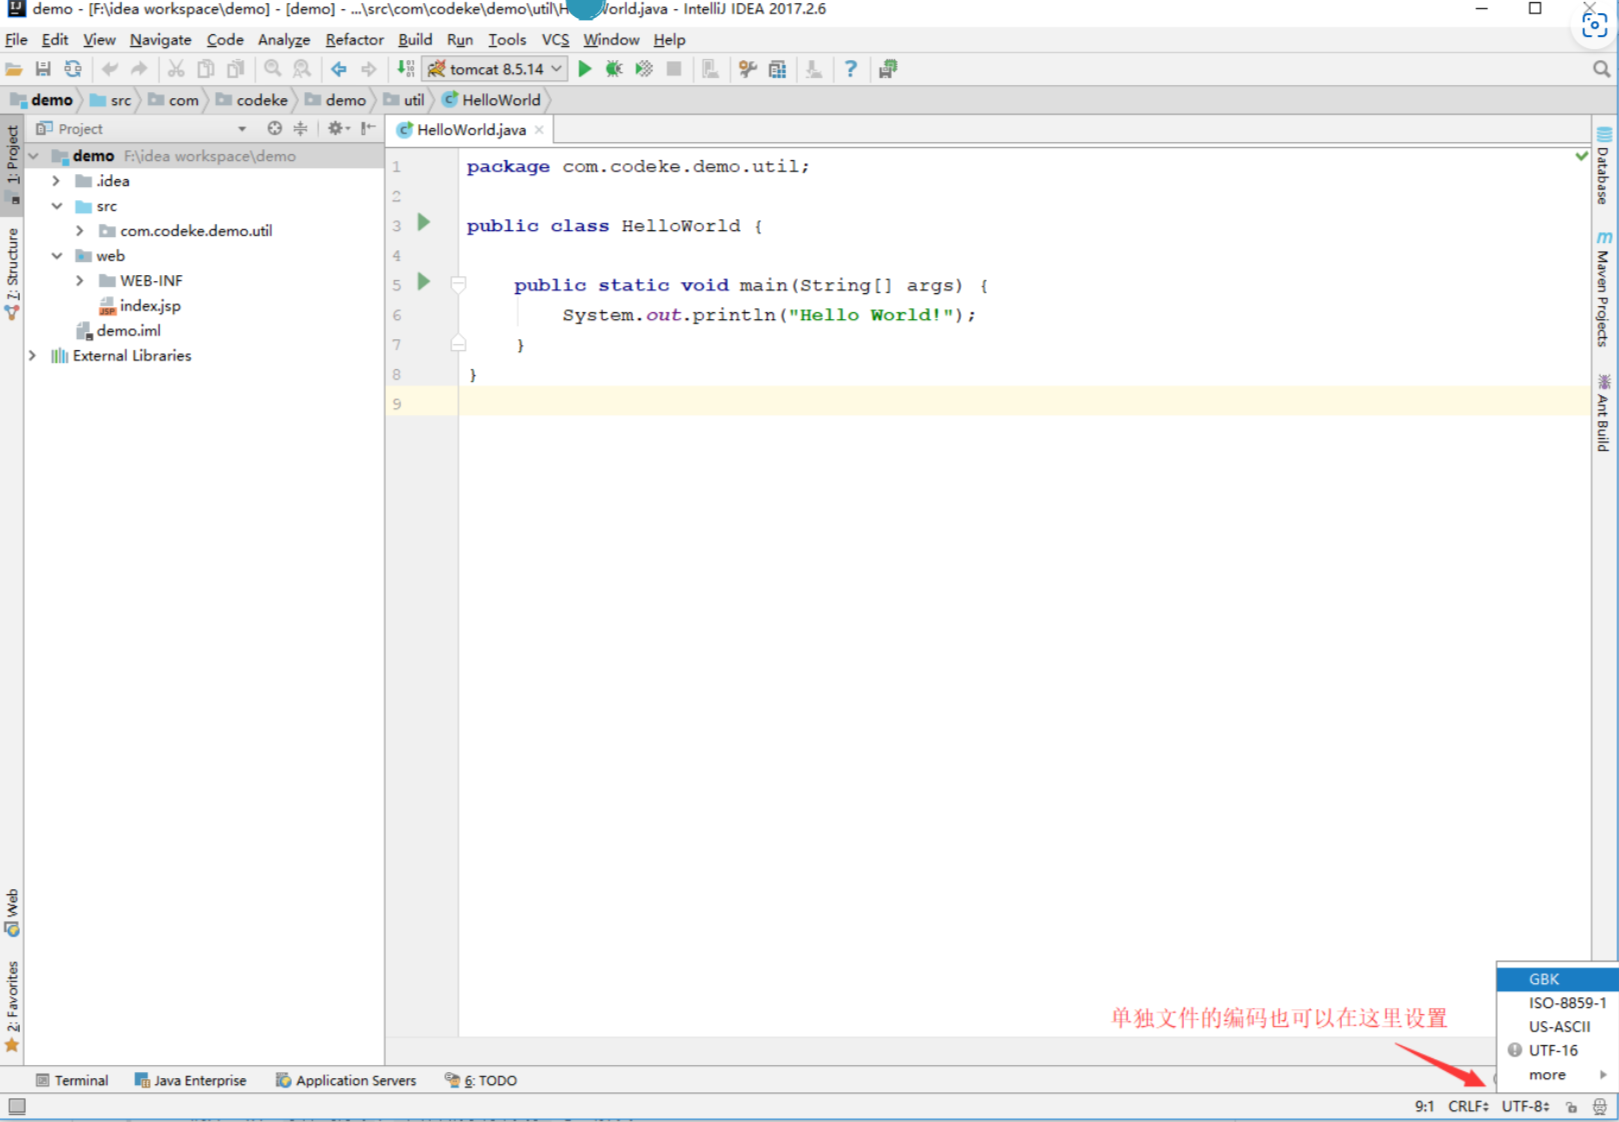 demo - [F:\idea workspace\demo] - [demo] - ...\src\com\codeke\demo\util\H World.java - IntelliJ IDEA 2017.2.6
File Edit View Navigate Code Analyze Refactor Build Run Tools VCS Window Help
tomcat 8.5.14
demo src com codeke demo util HelloWorld
Project
HelloWorld.java
1: Project
7: Structure
Web
2: Favorites
demo F:\idea workspace\demo
.idea
src
com.codeke.demo.util
web
WEB-INF
index.jsp
demo.iml
External Libraries
1 package com.codeke.demo.util;
2
3 public class HelloWorld {
4
5 public static void main(String[] args) {
6 System.out.println("Hello World!");
7 }
8 }
9
Database
Maven Projects
Ant Build
单独文件的编码也可以在这里设置
GBK
ISO-8859-1
US-ASCII
UTF-16
more
Terminal Java Enterprise Application Servers 6: TODO
9:1 CRLF UTF-8